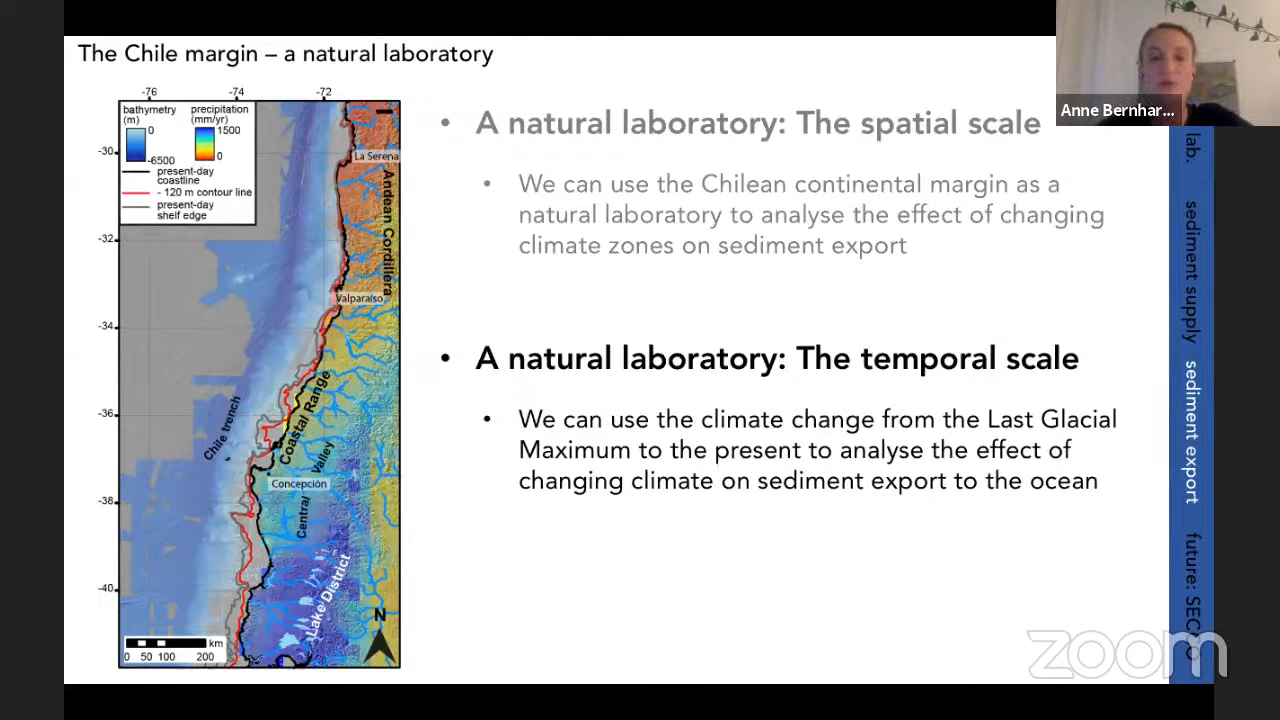 The Chile margin – a natural laboratory
Anne Bernhar...
-76 -74 -72
bathymetry (m)
0
-6500
precipitation (mm/yr)
1500
0
present-day coastline
- 120 m contour line
present-day shelf edge
-30
-32
-34
-36
-38
-40
La Serena
Andean Cordillera
Valparaíso
Chile trench
Coastal Range
Central Valley
Concepción
Lake District
N
km
0 50 100 200
• A natural laboratory: The spatial scale
• We can use the Chilean continental margin as a
natural laboratory to analyse the effect of changing
climate zones on sediment export
• A natural laboratory: The temporal scale
• We can use the climate change from the Last Glacial
Maximum to the present to analyse the effect of
changing climate on sediment export to the ocean
lab.
sediment supply
sediment export
future:
zoom